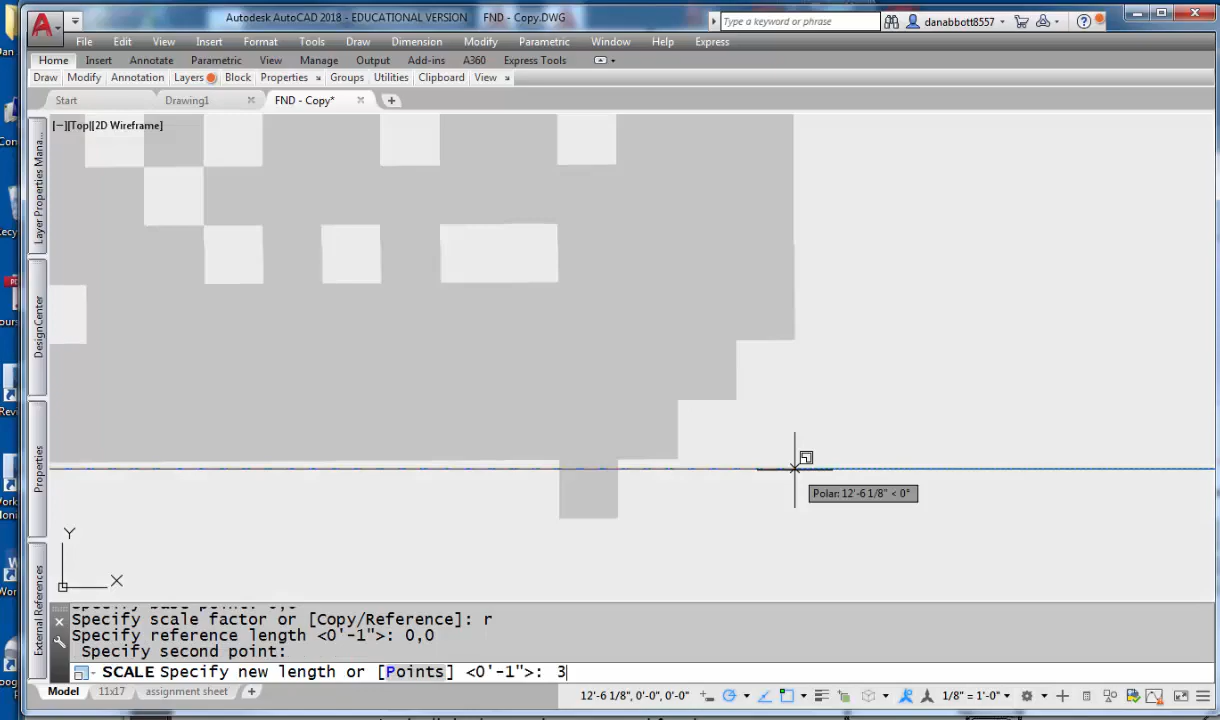 Autodesk AutoCAD 2018 - EDUCATIONAL VERSION FND - Copy.DWG
Type a keyword or phrase
danabbott8557
File Edit View Insert Format Tools Draw Dimension Modify Parametric Window Help Express
Home Insert Annotate Parametric View Manage Output Add-ins A360 Express Tools
Draw Modify Annotation Layers Block Properties Groups Utilities Clipboard View
Start Drawing1 FND - Copy*
[−][Top][2D Wireframe]
Layer Properties Mana...
DesignCenter
Properties
External References
Polar: 12'-6 1/8" < 0°
Y
X
Specify scale factor or [Copy/Reference]: r
Specify reference length <0'-1">: 0,0
Specify second point:
SCALE Specify new length or [Points] <0'-1">: 3
Model 11x17 assignment sheet
12'-6 1/8", 0'-0", 0'-0"
1/8" = 1'-0"